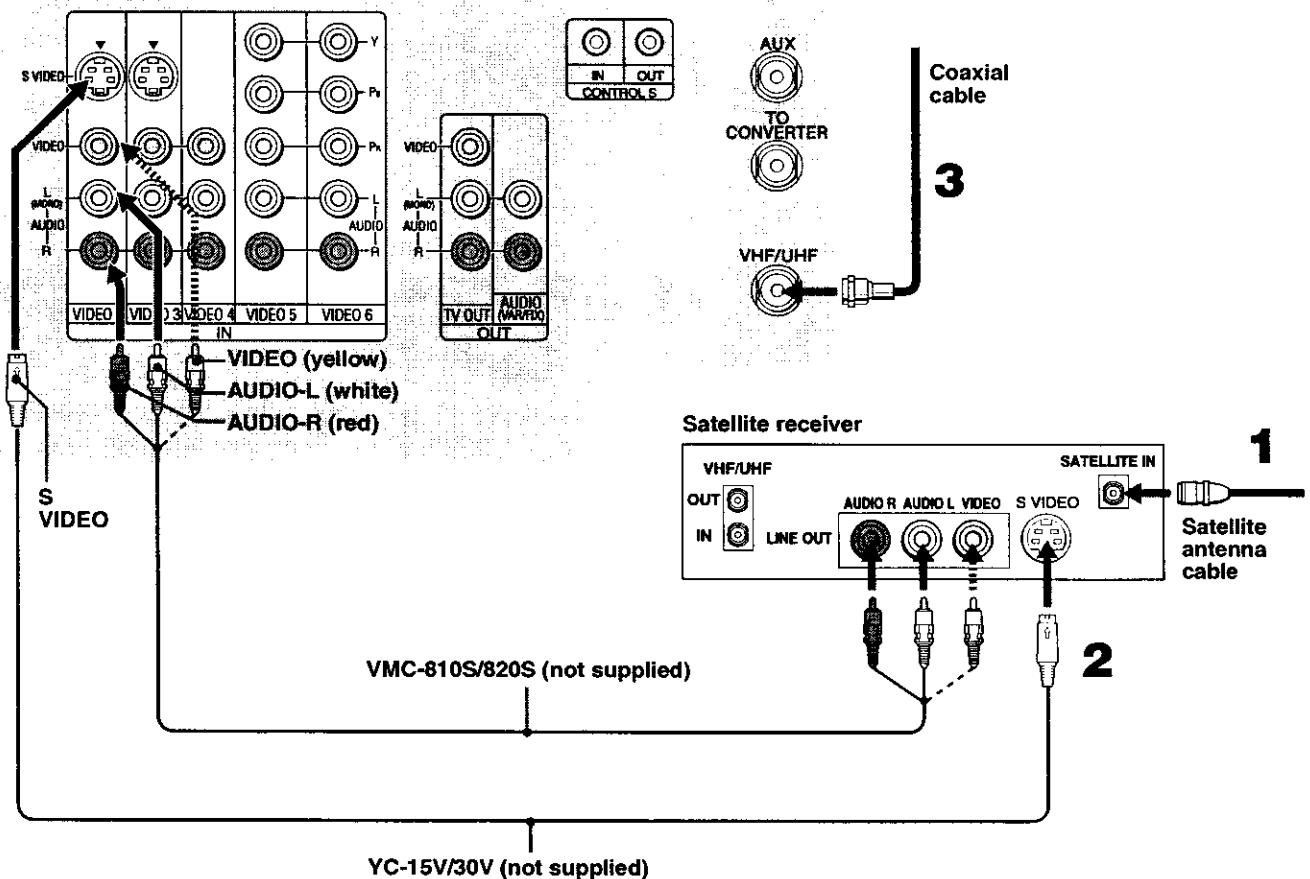 S VIDEO
VIDEO
L
(MONO)
AUDIO
R
Y
PB
PR
L
AUDIO
R
VIDEO
VIDEO 3
VIDEO 4
VIDEO 5
VIDEO 6
IN
IN
OUT
CONTROL S
VIDEO
L
(MONO)
AUDIO
R
TV OUT
AUDIO
(VAR/FIX)
OUT
AUX
TO
CONVERTER
VHF/UHF
Coaxial
cable
3
VIDEO (yellow)
AUDIO-L (white)
AUDIO-R (red)
S
VIDEO
Satellite receiver
VHF/UHF
OUT
IN
LINE OUT
AUDIO R
AUDIO L
VIDEO
S VIDEO
SATELLITE IN
1
Satellite
antenna
cable
2
VMC-810S/820S (not supplied)
YC-15V/30V (not supplied)